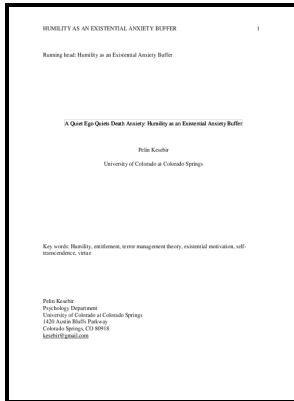 HUMILITY AS AN EXISTENTIAL ANXIETY BUFFER 1
Running head: Humility as an Existential Anxiety Buffer
A Quiet Ego Quiets Death Anxiety: Humility as an Existential Anxiety Buffer
Pelin Kesebir
University of Colorado at Colorado Springs
Key words: Humility, entitlement, terror management theory, existential motivation, self-
transcendence, virtue
Pelin Kesebir
Psychology Department
University of Colorado at Colorado Springs
1420 Austin Bluffs Parkway
Colorado Springs, CO 80918
kesebir@gmail.com